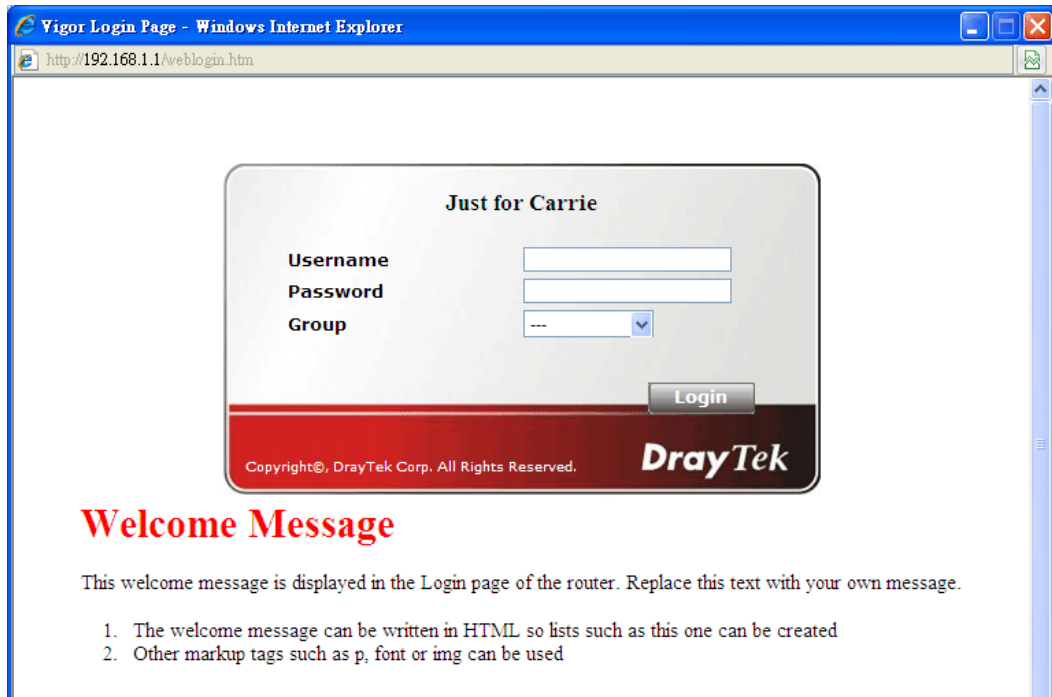 Vigor Login Page - Windows Internet Explorer
http://192.168.1.1/weblogin.htm
Just for Carrie
Username
Password
Group
---
Login
Copyright©, DrayTek Corp. All Rights Reserved.
DrayTek
Welcome Message
This welcome message is displayed in the Login page of the router. Replace this text with your own message.
1. The welcome message can be written in HTML so lists such as this one can be created
2. Other markup tags such as p, font or img can be used